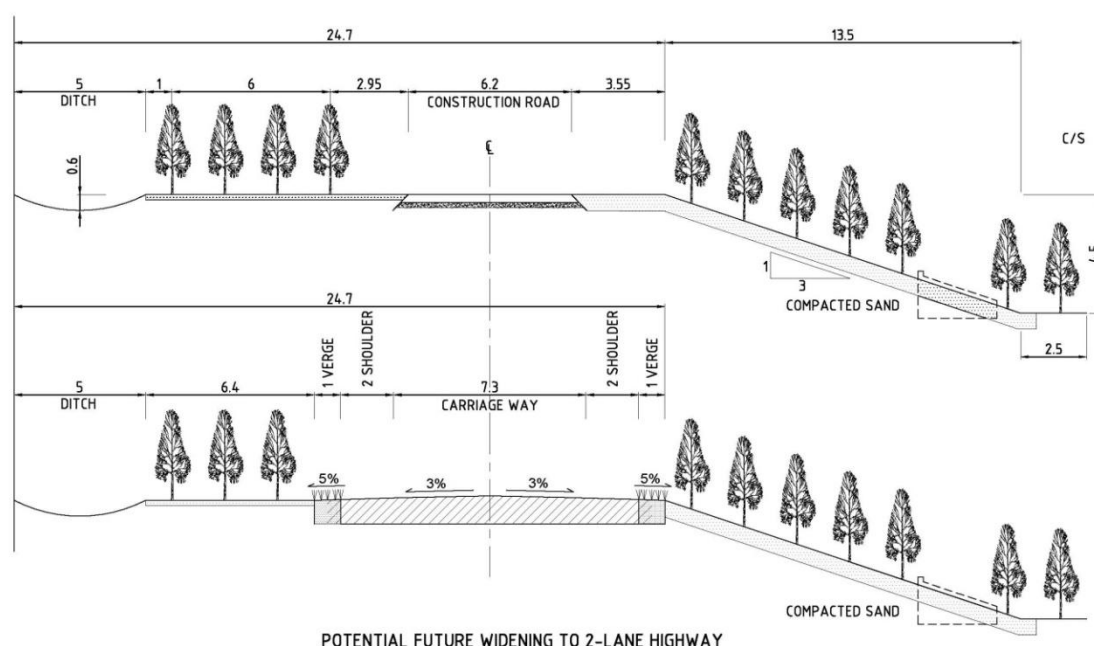 24.7 13.5
5 1 6 2.95 6.2 3.55
DITCH CONSTRUCTION ROAD
C/S
℄
0.6
1
3
COMPACTED SAND
2.5
24.7
1 VERGE 2 SHOULDER 2 SHOULDER 1 VERGE
5 6.4 7.3
DITCH CARRIAGE WAY
5% 3% 3% 5%
COMPACTED SAND
POTENTIAL FUTURE WIDENING TO 2-LANE HIGHWAY